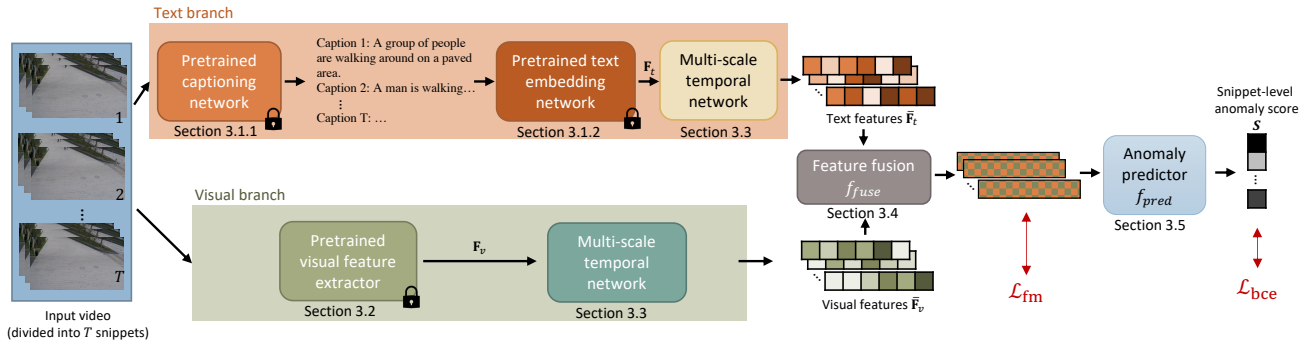 Text branch
Pretrained
captioning
network
Section 3.1.1
Caption 1: A group of people
are walking around on a paved
area.
Caption 2: A man is walking…
⋮
Caption T: …
Pretrained text
embedding
network
Section 3.1.2
F_t
Multi-scale
temporal
network
Section 3.3
Text features F̄_t
1
2
⋮
T
Input video
(divided into T snippets)
Visual branch
Pretrained
visual feature
extractor
Section 3.2
F_v
Multi-scale
temporal
network
Section 3.3
Visual features F̄_v
Feature fusion
f_fuse
Section 3.4
ℒ_fm
Anomaly
predictor
f_pred
Section 3.5
Snippet-level
anomaly score
S
⋮
ℒ_bce